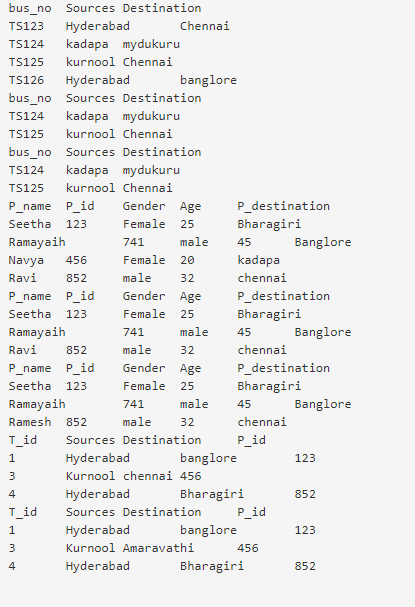 bus_no Sources Destination
TS123 Hyderabad Chennai
TS124 kadapa mydukuru
TS125 kurnool Chennai
TS126 Hyderabad banglore
bus_no Sources Destination
TS124 kadapa mydukuru
TS125 kurnool Chennai
bus_no Sources Destination
TS124 kadapa mydukuru
TS125 kurnool Chennai
P_name P_id Gender Age P_destination
Seetha 123 Female 25 Bharagiri
Ramayaih 741 male 45 Banglore
Navya 456 Female 20 kadapa
Ravi 852 male 32 chennai
P_name P_id Gender Age P_destination
Seetha 123 Female 25 Bharagiri
Ramayaih 741 male 45 Banglore
Ravi 852 male 32 chennai
P_name P_id Gender Age P_destination
Seetha 123 Female 25 Bharagiri
Ramayaih 741 male 45 Banglore
Ramesh 852 male 32 chennai
T_id Sources Destination P_id
1 Hyderabad banglore 123
3 Kurnool chennai 456
4 Hyderabad Bharagiri 852
T_id Sources Destination P_id
1 Hyderabad banglore 123
3 Kurnool Amaravathi 456
4 Hyderabad Bharagiri 852